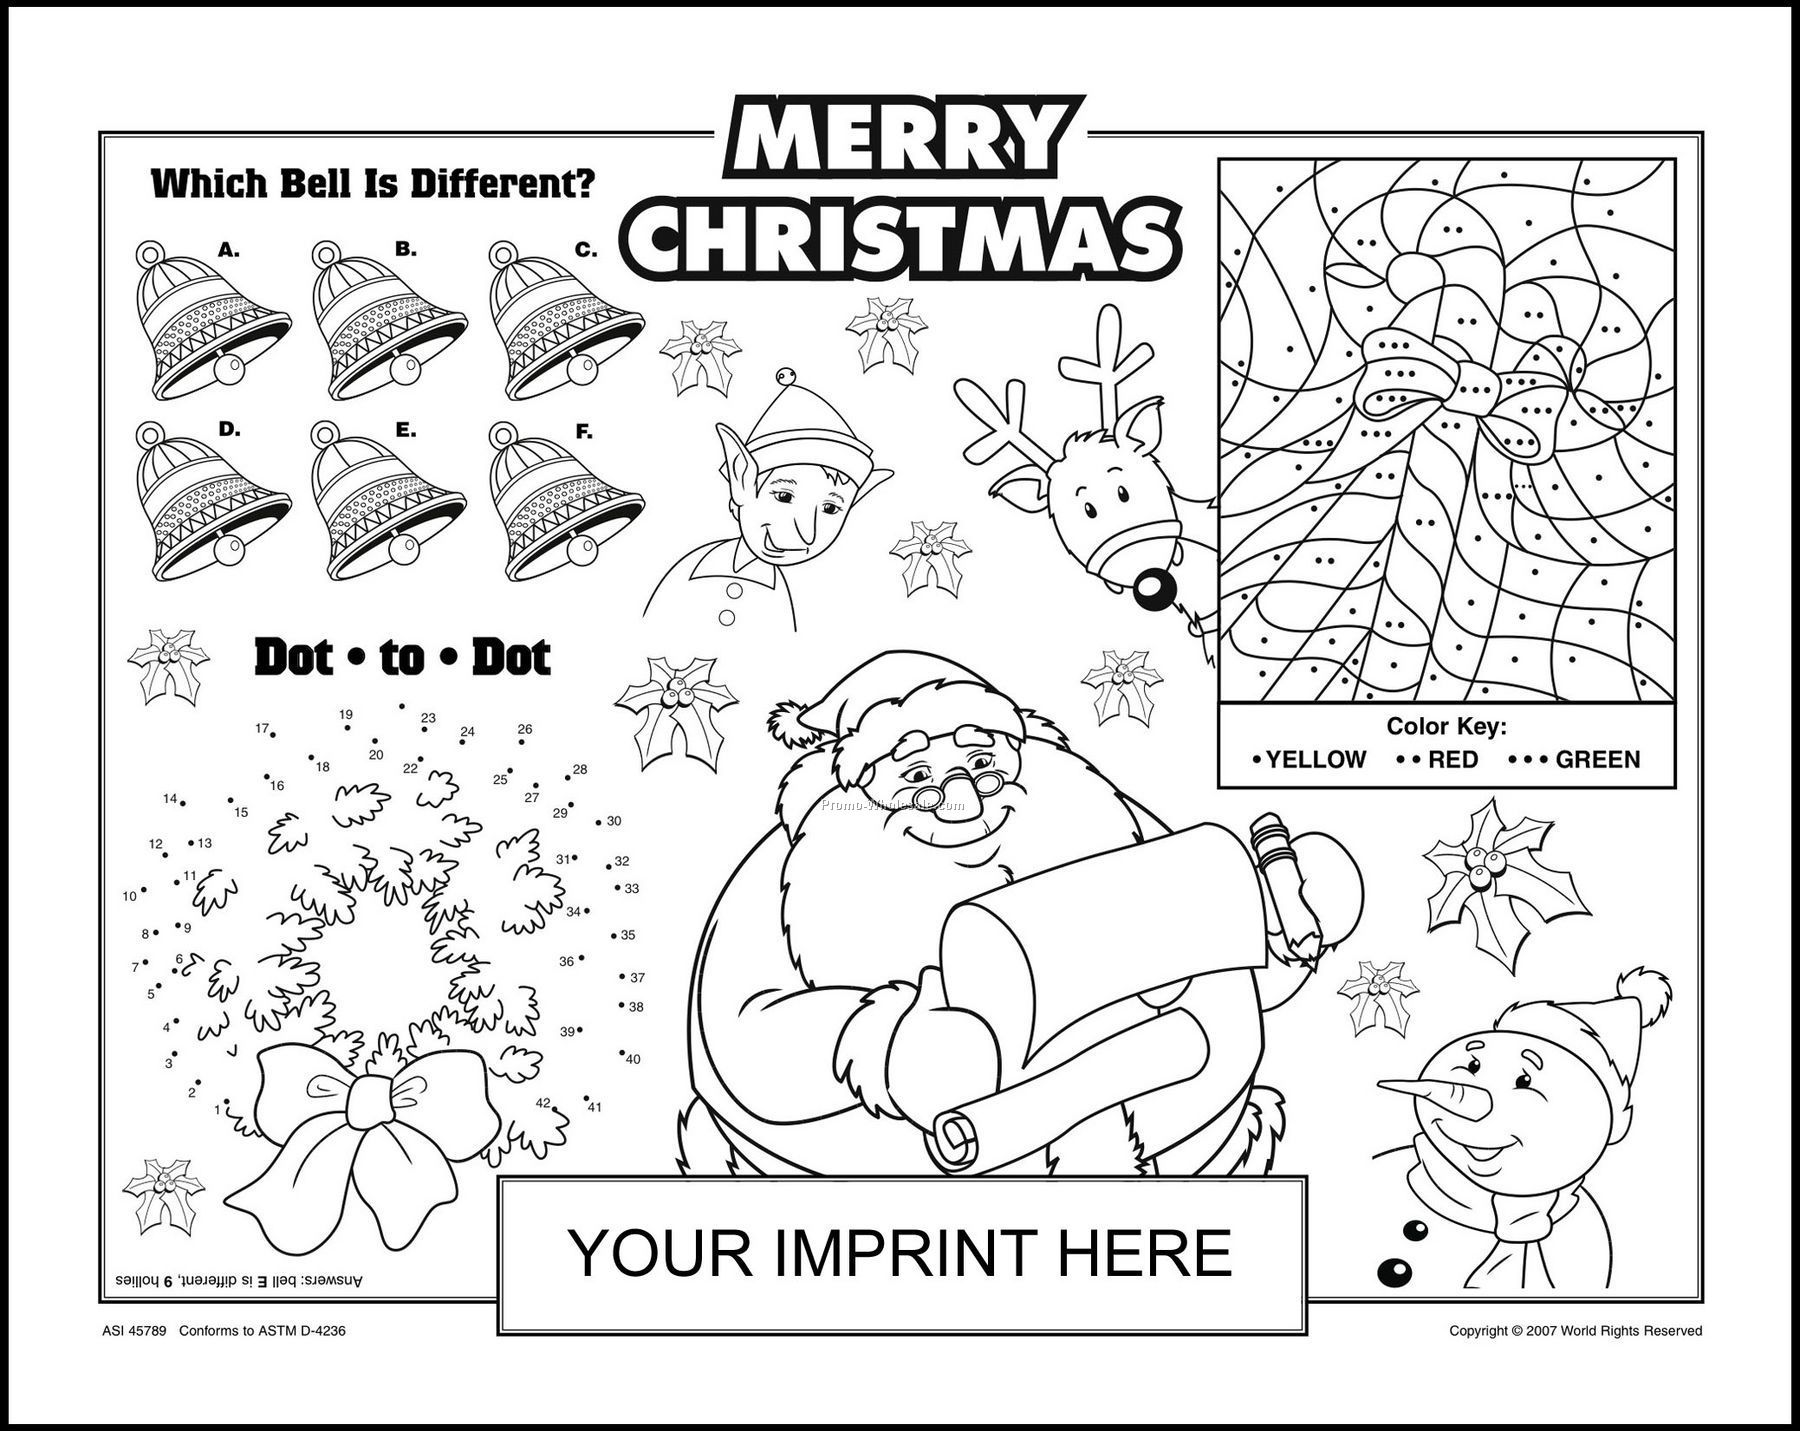 MERRY
CHRISTMAS
Which Bell Is Different?
A.
B.
C.
D.
E.
F.
Dot • to • Dot
1
2
3
4
5
6
7
8
9
10
11
12
13
14
15
16
17
18
19
20
22
23
24
25
26
27
28
29
30
31
32
33
34
35
36
37
38
39
40
41
42
Color Key:
• YELLOW •• RED ••• GREEN
Promo-Wholesale.com
YOUR IMPRINT HERE
Answers: bell E is different, 9 hollies
ASI 45789 Conforms to ASTM D-4236
Copyright © 2007 World Rights Reserved